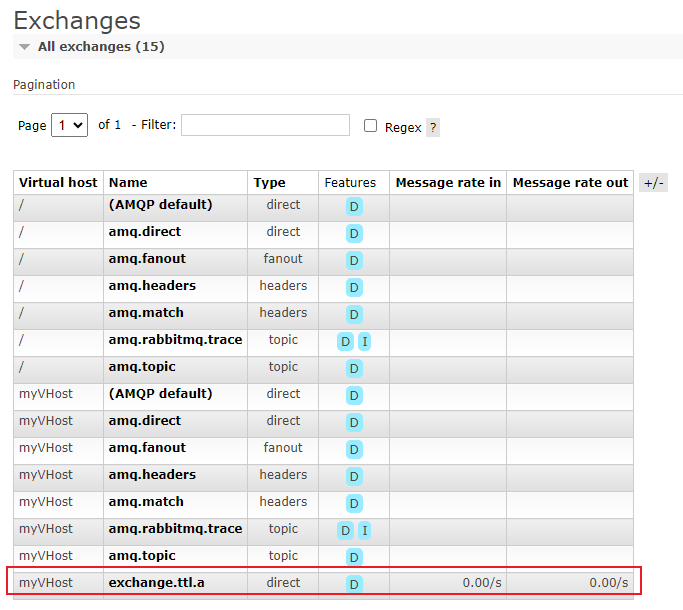 Exchanges
All exchanges (15)
Pagination
Page 1 of 1 - Filter: Regex ?
Virtual host Name Type Features Message rate in Message rate out +/-
/ (AMQP default) direct D
/ amq.direct direct D
/ amq.fanout fanout D
/ amq.headers headers D
/ amq.match headers D
/ amq.rabbitmq.trace topic D I
/ amq.topic topic D
myVHost (AMQP default) direct D
myVHost amq.direct direct D
myVHost amq.fanout fanout D
myVHost amq.headers headers D
myVHost amq.match headers D
myVHost amq.rabbitmq.trace topic D I
myVHost amq.topic topic D
myVHost exchange.ttl.a direct D 0.00/s 0.00/s